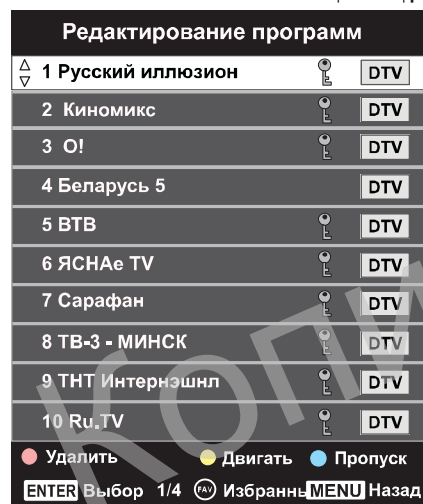 Редактирование программ
1 Русский иллюзион DTV
2 Киномикс DTV
3 О! DTV
4 Беларусь 5 DTV
5 ВТВ DTV
6 ЯСНАе TV DTV
7 Сарафан DTV
8 ТВ-3 - МИНСК DTV
9 ТНТ Интернэшнл DTV
10 Ru.TV DTV
Удалить Двигать Пропуск
ENTER Выбор 1/4 FAV Избранны MENU Назад
Копи